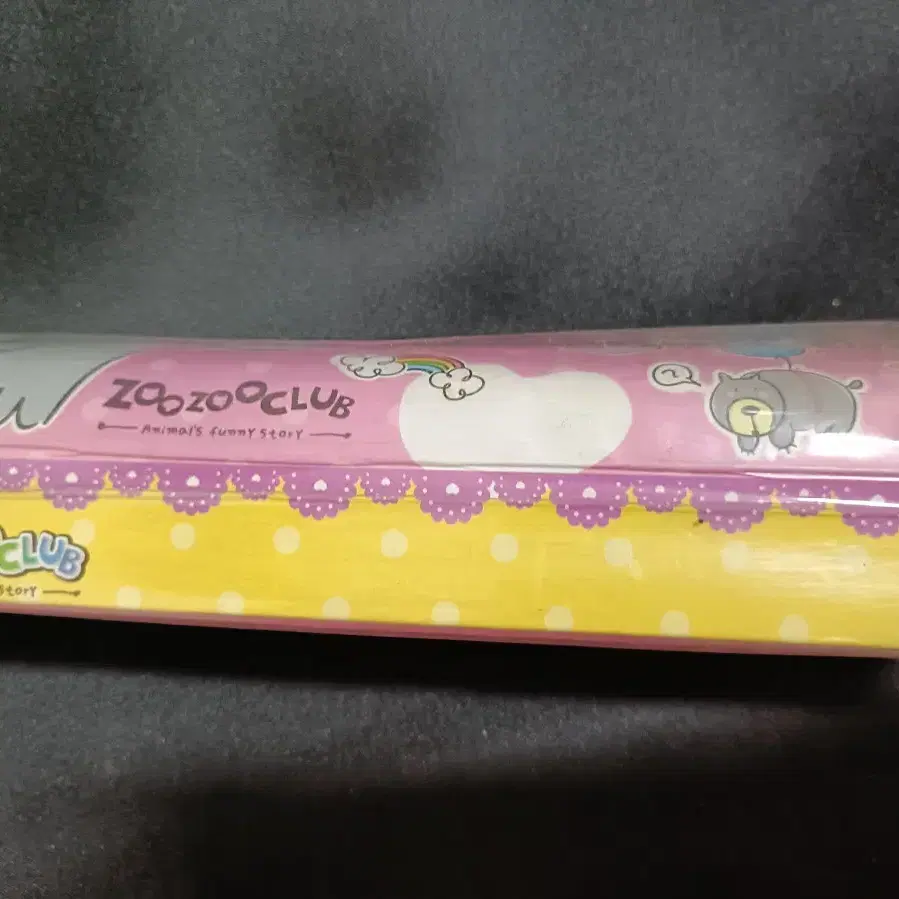 ZOOZOOCLUB
Animal's funny story
?
CLUB
story